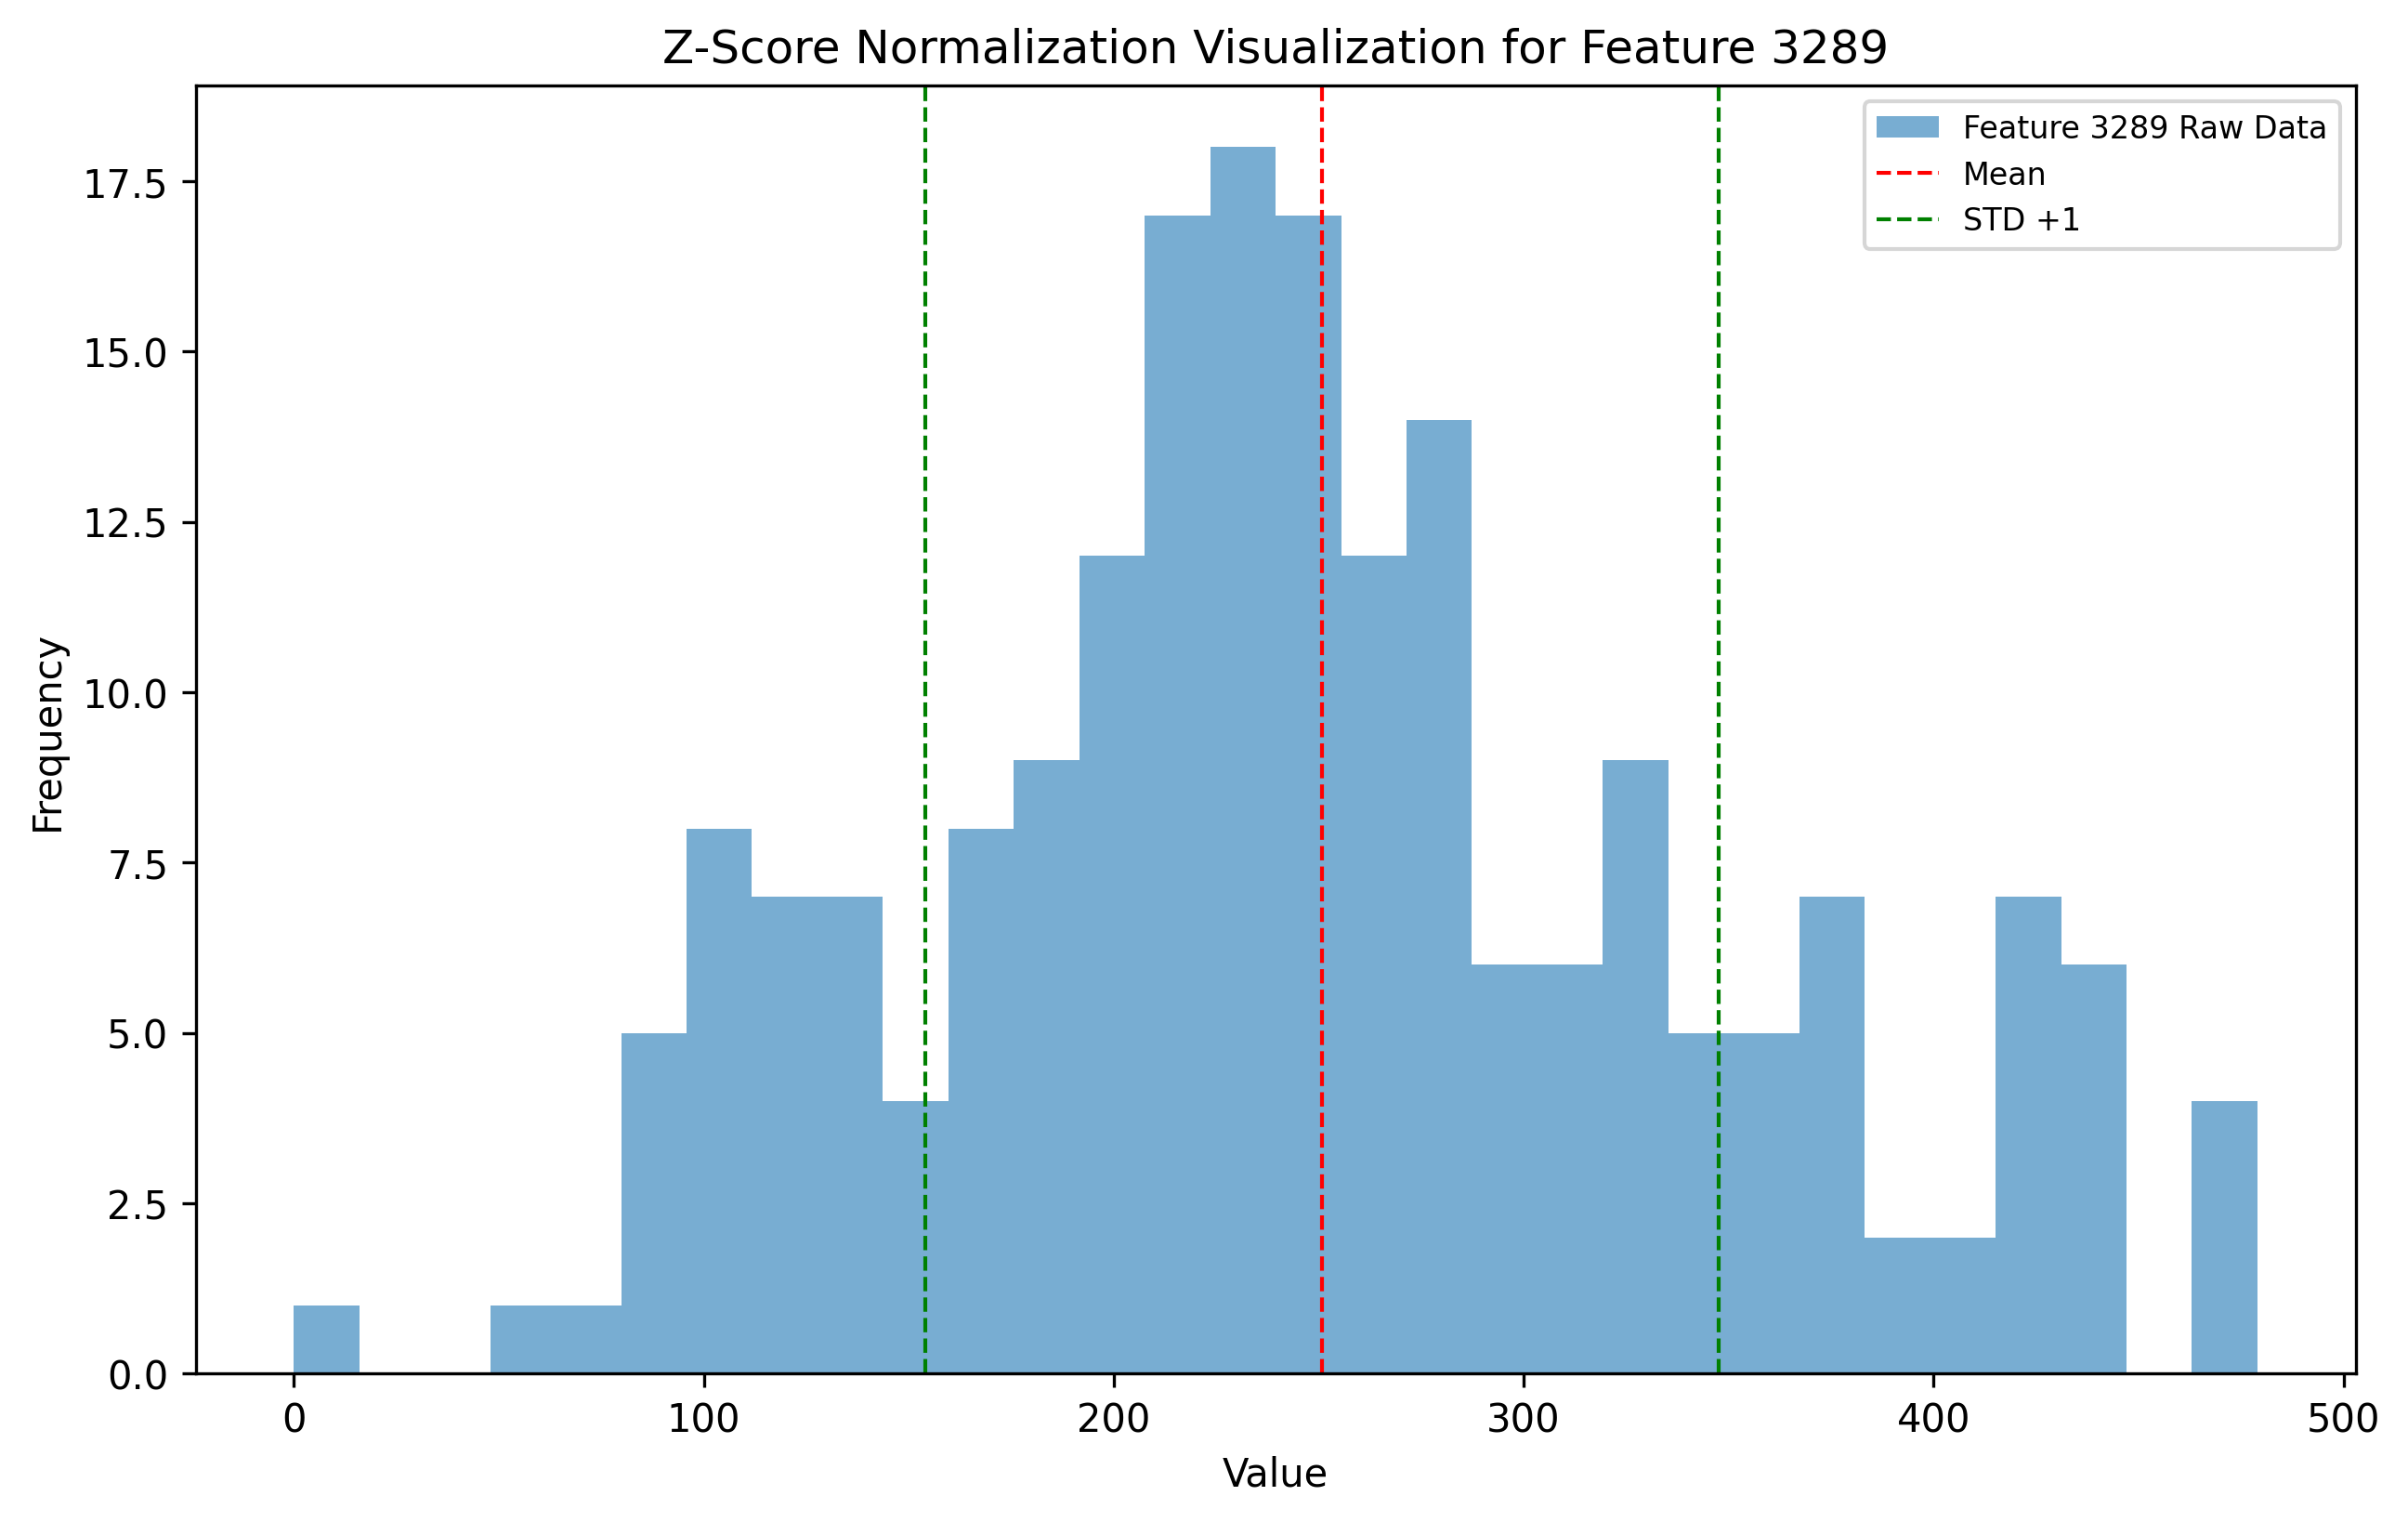 Z-Score Normalization Visualization for Feature 3289
Feature 3289 Raw Data
Mean
STD +1
17.5
15.0
12.5
10.0
7.5
5.0
2.5
0.0
Frequency
0 100 200 300 400 500
Value